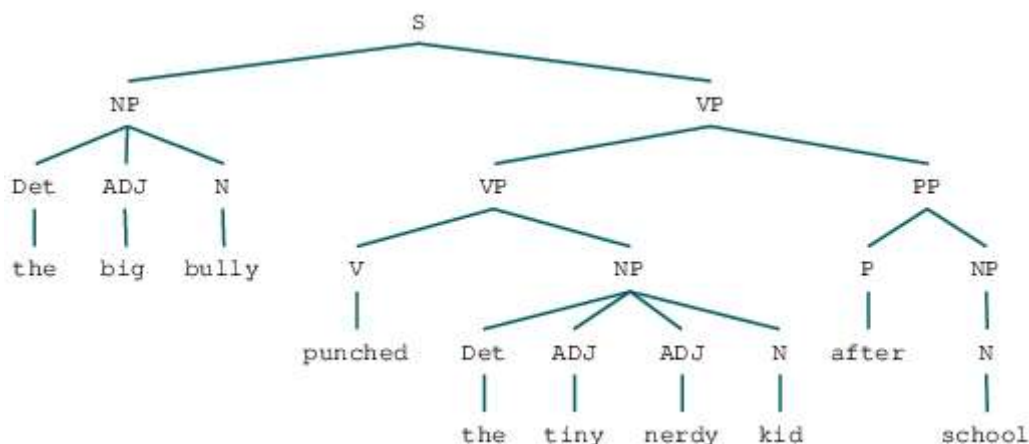 S
NP VP
Det ADJ N VP PP
the big bully V NP P NP
punched Det ADJ ADJ N after N
the tiny nerdy kid school